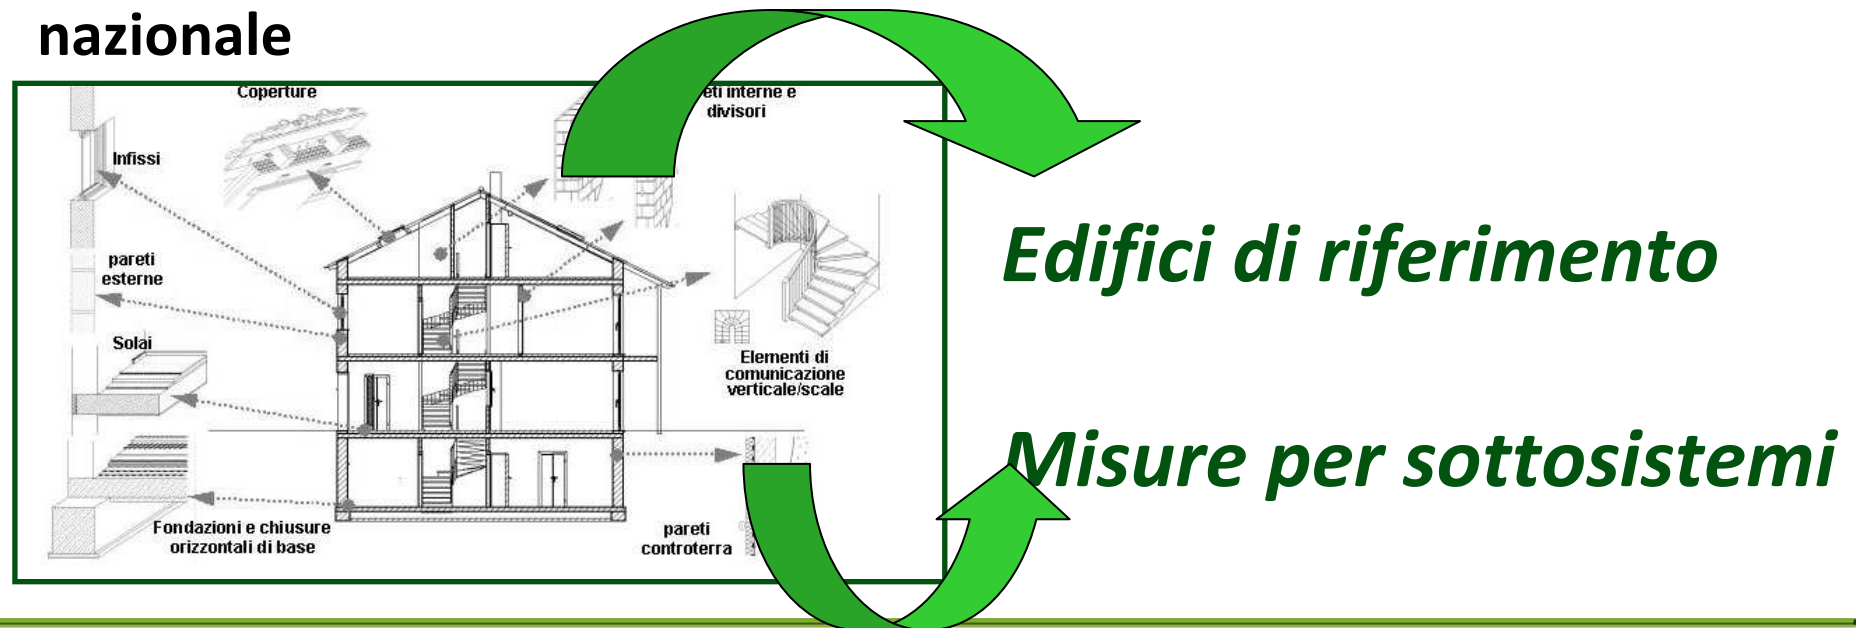 nazionale
Coperture
eti interne e
divisori
Infissi
pareti
esterne
Solai
Elementi di
comunicazione
verticale/scale
Fondazioni e chiusure
orizzontali di base
pareti
controterra
Edifici di riferimento
Misure per sottosistemi